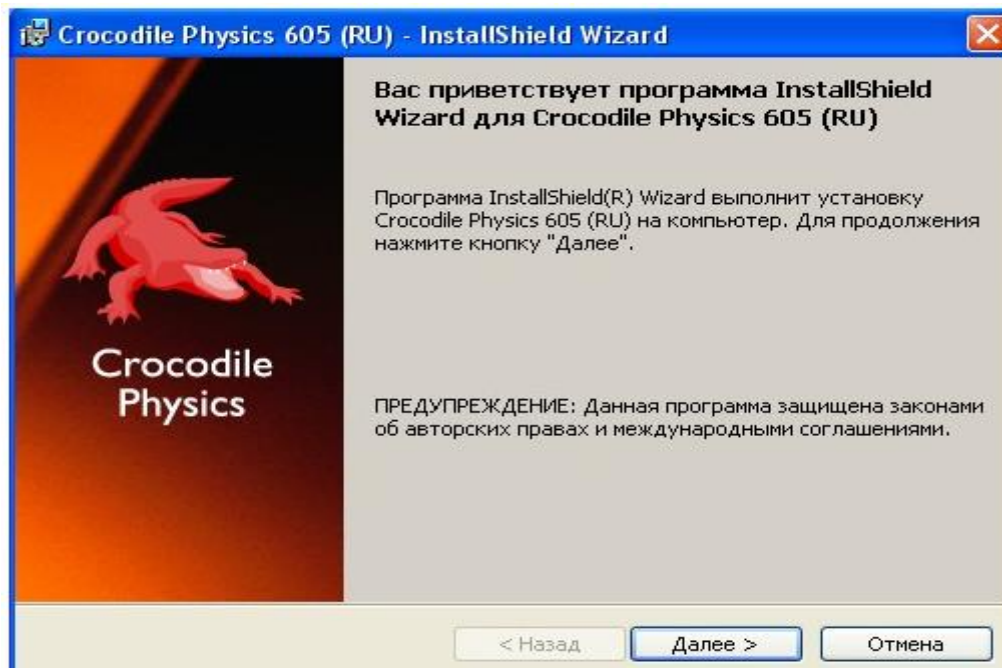 Crocodile Physics 605 (RU) - InstallShield Wizard
Вас приветствует программа InstallShield
Wizard для Crocodile Physics 605 (RU)
Программа InstallShield(R) Wizard выполнит установку
Crocodile Physics 605 (RU) на компьютер. Для продолжения
нажмите кнопку "Далее".
Crocodile
Physics
ПРЕДУПРЕЖДЕНИЕ: Данная программа защищена законами
об авторских правах и международными соглашениями.
< Назад
Далее >
Отмена